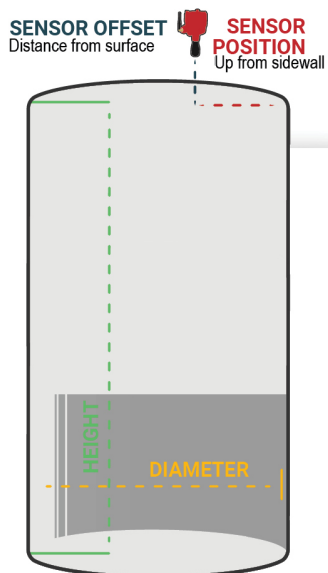 SENSOR OFFSET
Distance from surface
SENSOR
POSITION
Up from sidewall
HEIGHT
DIAMETER